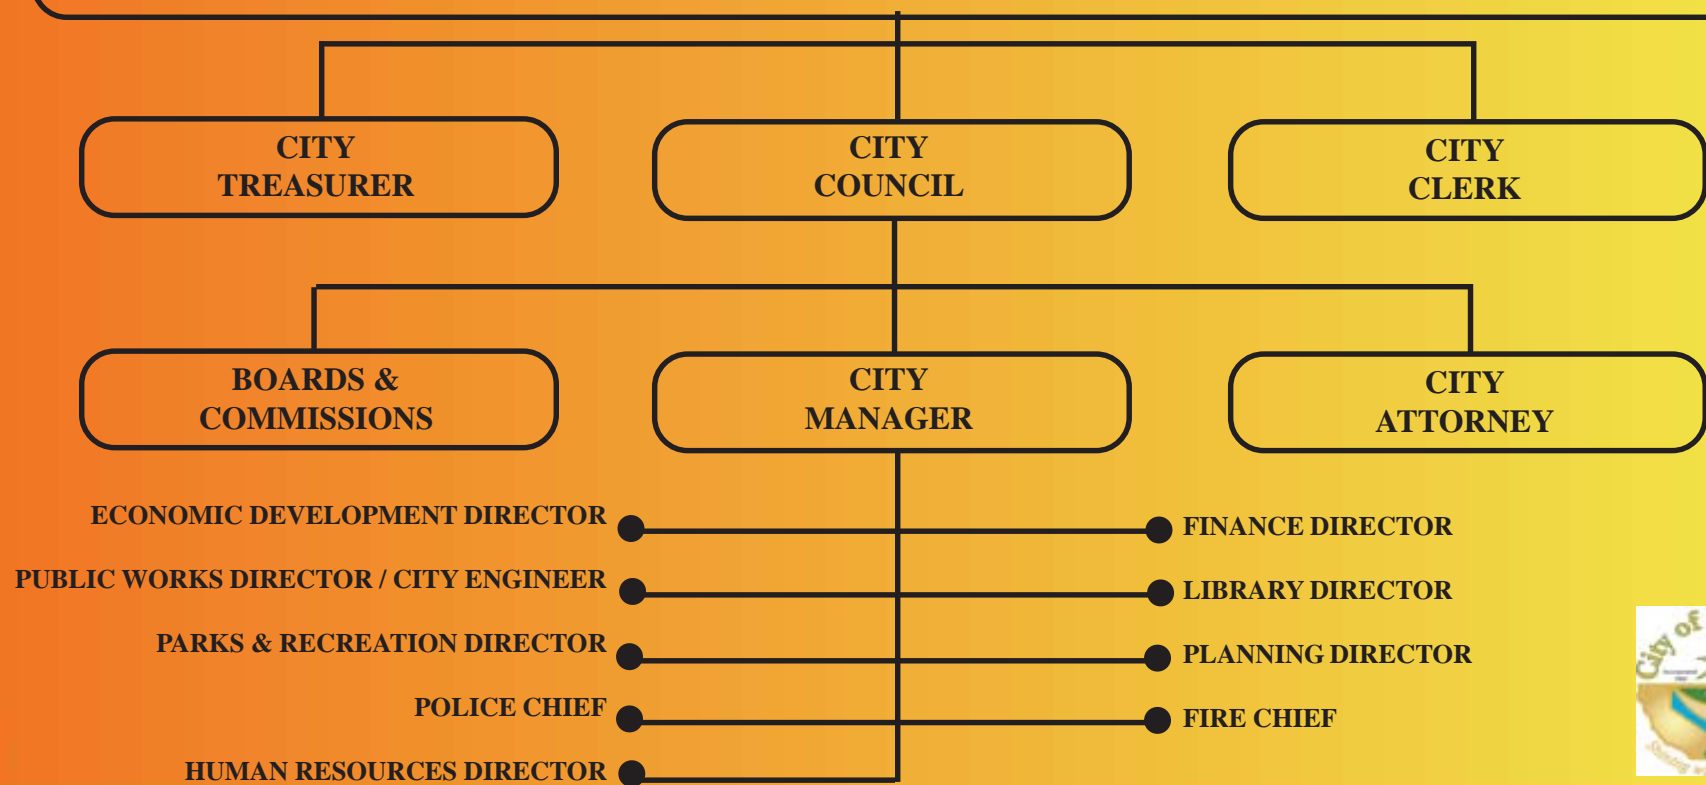 CITY
TREASURER
CITY
COUNCIL
CITY
CLERK
BOARDS &
COMMISSIONS
CITY
MANAGER
CITY
ATTORNEY
ECONOMIC DEVELOPMENT DIRECTOR
FINANCE DIRECTOR
PUBLIC WORKS DIRECTOR / CITY ENGINEER
LIBRARY DIRECTOR
PARKS & RECREATION DIRECTOR
PLANNING DIRECTOR
POLICE CHIEF
FIRE CHIEF
HUMAN RESOURCES DIRECTOR
City of